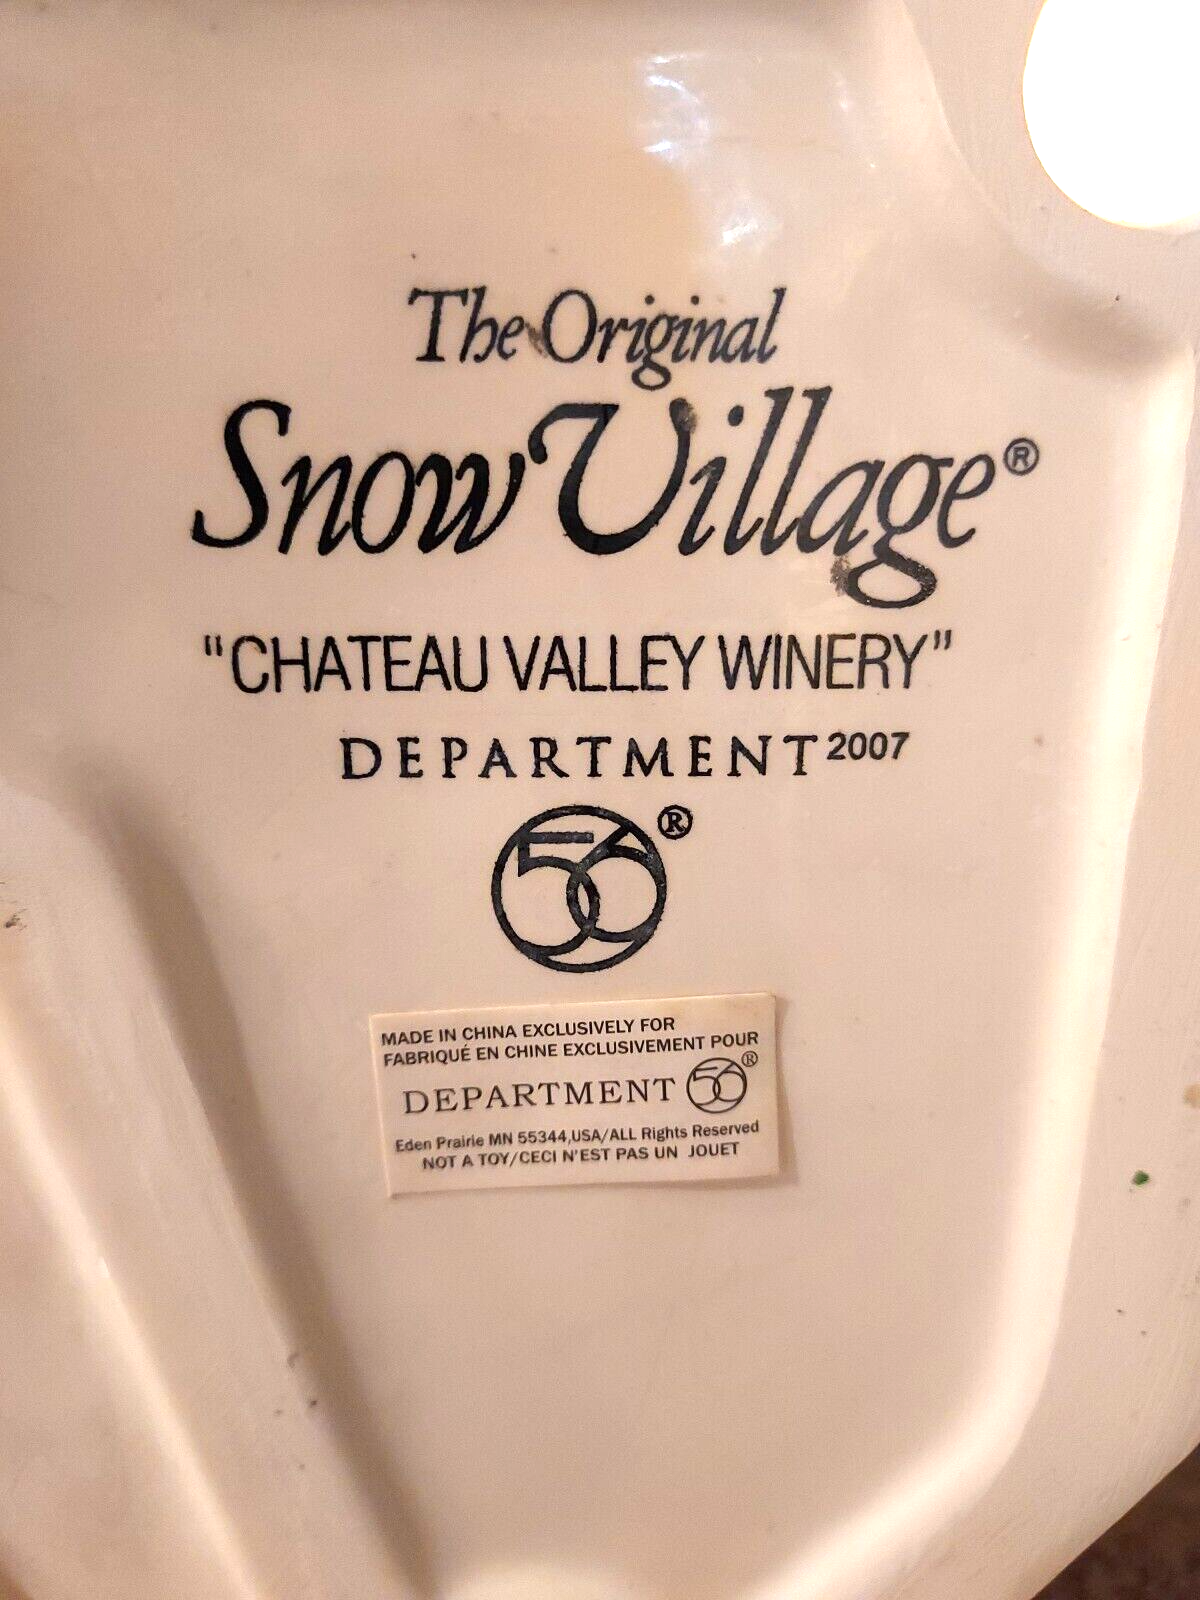 The Original
Snow Village®
"CHATEAU VALLEY WINERY"
DEPARTMENT 2007
56®
MADE IN CHINA EXCLUSIVELY FOR
FABRIQUÉ EN CHINE EXCLUSIVEMENT POUR
DEPARTMENT 56®
Eden Prairie MN 55344,USA/ALL Rights Reserved
NOT A TOY/CECI N'EST PAS UN JOUET